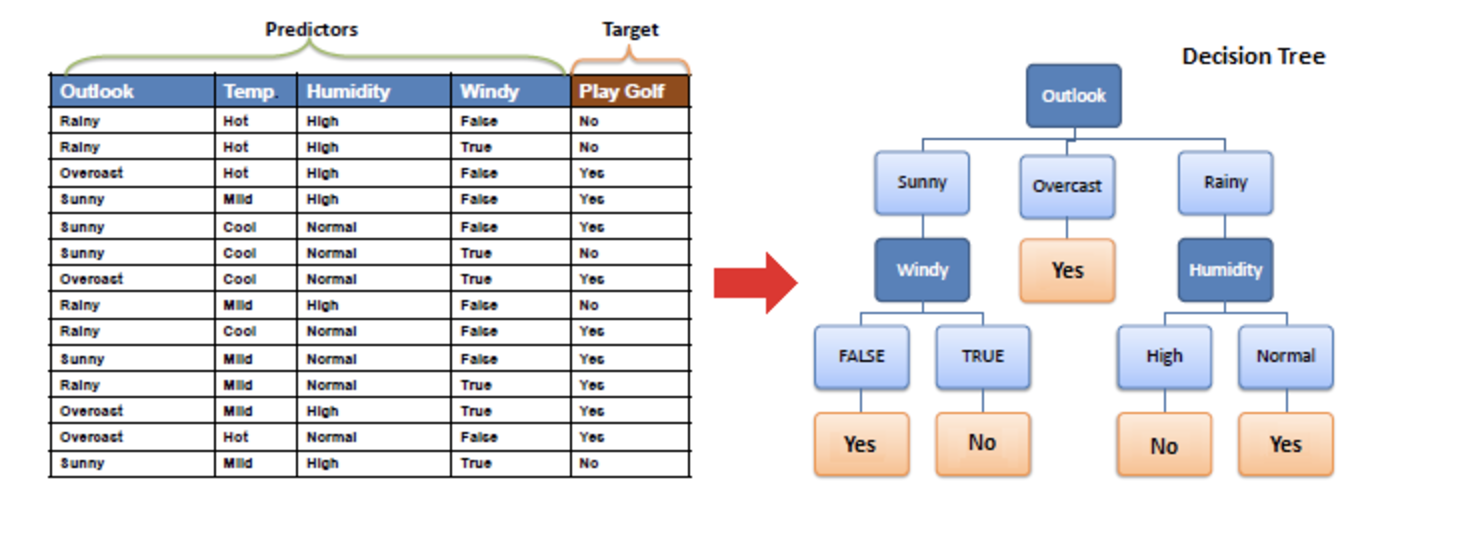 Predictors Target
Decision Tree
Outlook Temp. Humidity Windy Play Golf
Rainy Hot High False No
Rainy Hot High True No
Overcast Hot High False Yes
Sunny Mild High False Yes
Sunny Cool Normal False Yes
Sunny Cool Normal True No
Overcast Cool Normal True Yes
Rainy Mild High False No
Rainy Cool Normal False Yes
Sunny Mild Normal False Yes
Rainy Mild Normal True Yes
Overcast Mild High True Yes
Overcast Hot Normal False Yes
Sunny Mild High True No
Outlook
Sunny Overcast Rainy
Windy Yes Humidity
FALSE TRUE High Normal
Yes No No Yes